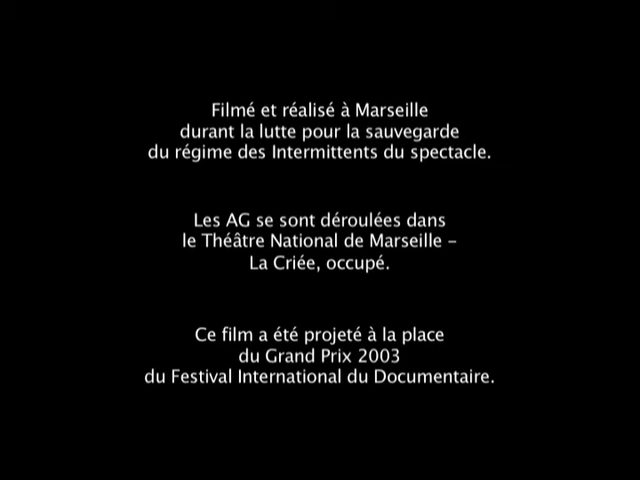 Filmé et réalisé à Marseille
durant la lutte pour la sauvegarde
du régime des Intermittents du spectacle.
Les AG se sont déroulées dans
le Théâtre National de Marseille –
La Criée, occupé.
Ce film a été projeté à la place
du Grand Prix 2003
du Festival International du Documentaire.